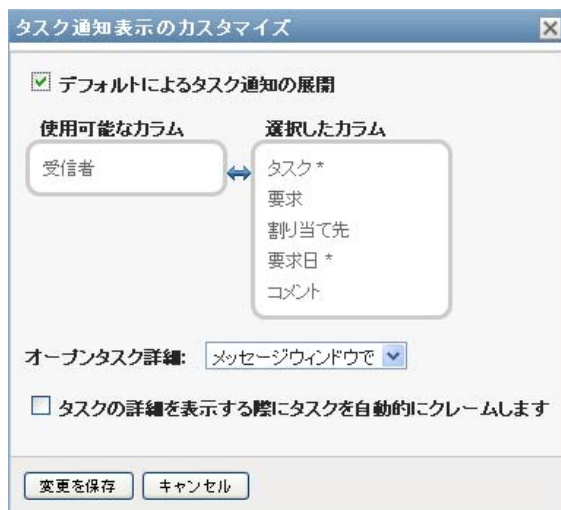 タスク通知表示のカスタマイズ
デフォルトによるタスク通知の展開
使用可能なカラム
選択したカラム
受信者
タスク *
要求
割り当て先
要求日 *
コメント
オープンタスク詳細: メッセージウィンドウで
タスクの詳細を表示する際にタスクを自動的にクレームします
変更を保存 キャンセル